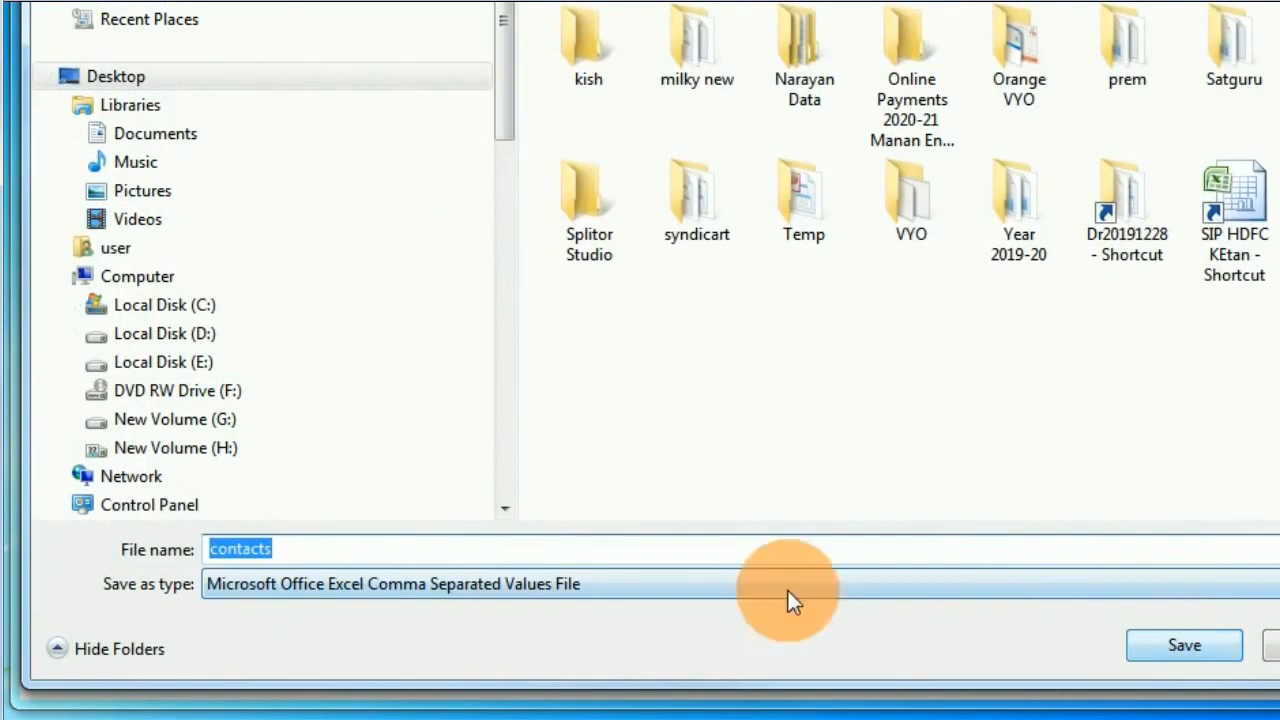 Recent Places
Desktop
Libraries
Documents
Music
Pictures
Videos
user
Computer
Local Disk (C:)
Local Disk (D:)
Local Disk (E:)
DVD RW Drive (F:)
New Volume (G:)
New Volume (H:)
Network
Control Panel
kish
milky new
Narayan
Data
Online
Payments
2020-21
Manan En...
Orange
VYO
prem
Satguru
Splitor
Studio
syndicart
Temp
VYO
Year
2019-20
Dr20191228
- Shortcut
SIP HDFC
KEtan -
Shortcut
File name: contacts
Save as type: Microsoft Office Excel Comma Separated Values File
Hide Folders
Save